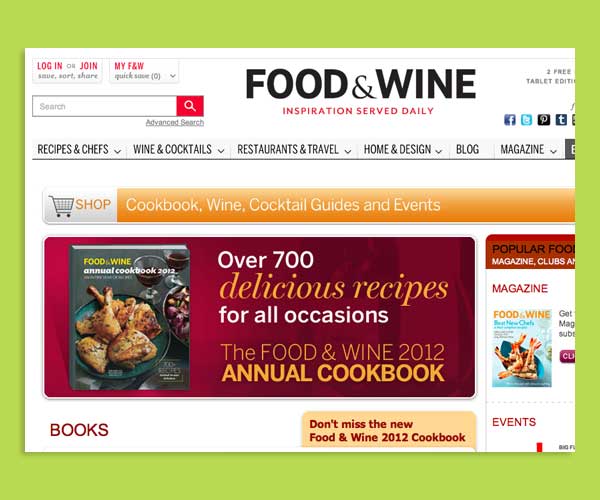 LOG IN OR JOIN
save, sort, share
MY F&W
quick save (0)
Search
Advanced Search
FOOD&WINE
INSPIRATION SERVED DAILY
2 FREE
TABLET EDITI
RECIPES & CHEFS
WINE & COCKTAILS
RESTAURANTS & TRAVEL
HOME & DESIGN
BLOG
MAGAZINE
SHOP
Cookbook, Wine, Cocktail Guides and Events
FOOD&WINE
annual cookbook 2012
Over 700
delicious recipes
for all occasions
The FOOD & WINE 2012
ANNUAL COOKBOOK
POPULAR FOO
MAGAZINE, CLUBS AN
MAGAZINE
FOOD&WINE
Best New Chefs
Get
Mag
subs
CLI
BOOKS
Don't miss the new
Food & Wine 2012 Cookbook
EVENTS
BIG FL